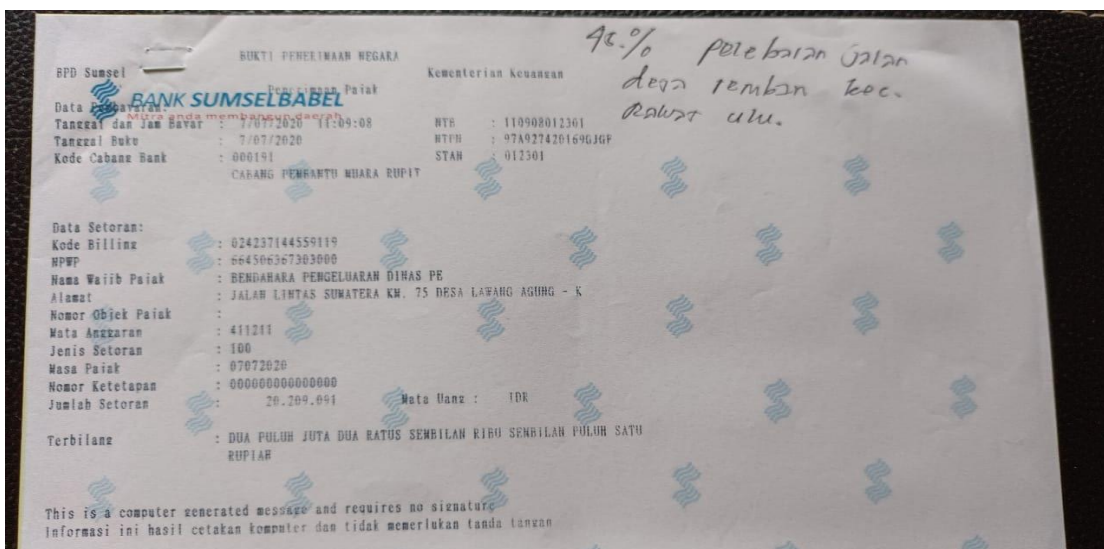 45.% pelebaran jalan
desa remban kec.
Rawas ulu.
BUKTI PENERIMAAN NEGARA
BPD Sumsel Kementerian Keuangan
Penerimaan Pajak
BANK SUMSELBABEL
Mitra anda membangun daerah
Data Pembayaran:
Tanggal dan Jam Bayar : 7/07/2020 11:09:08 NTB : 110908012301
Tanggal Buku : 7/07/2020 NTPN : 97A927420169GJGP
Kode Cabang Bank : 000191 STAN : 012301
CABANG PEMBANTU MUARA RUPIT
Data Setoran:
Kode Billing : 024237144559119
NPWP : 664506367303000
Nama Wajib Pajak : BENDAHARA PENGELUARAN DINAS PE
Alamat : JALAN LINTAS SUMATERA KM. 75 DESA LAWANG AGUNG - K
Nomor Objek Pajak :
Mata Anggaran : 411211
Jenis Setoran : 100
Masa Pajak : 07072020
Nomor Ketetapan : 000000000000000
Jumlah Setoran : 20.209.091 Mata Uang : IDR
Terbilang : DUA PULUH JUTA DUA RATUS SEMBILAN RIBU SEMBILAN PULUH SATU
RUPIAH
This is a computer generated message and requires no signature
Informasi ini hasil cetakan komputer dan tidak memerlukan tanda tangan